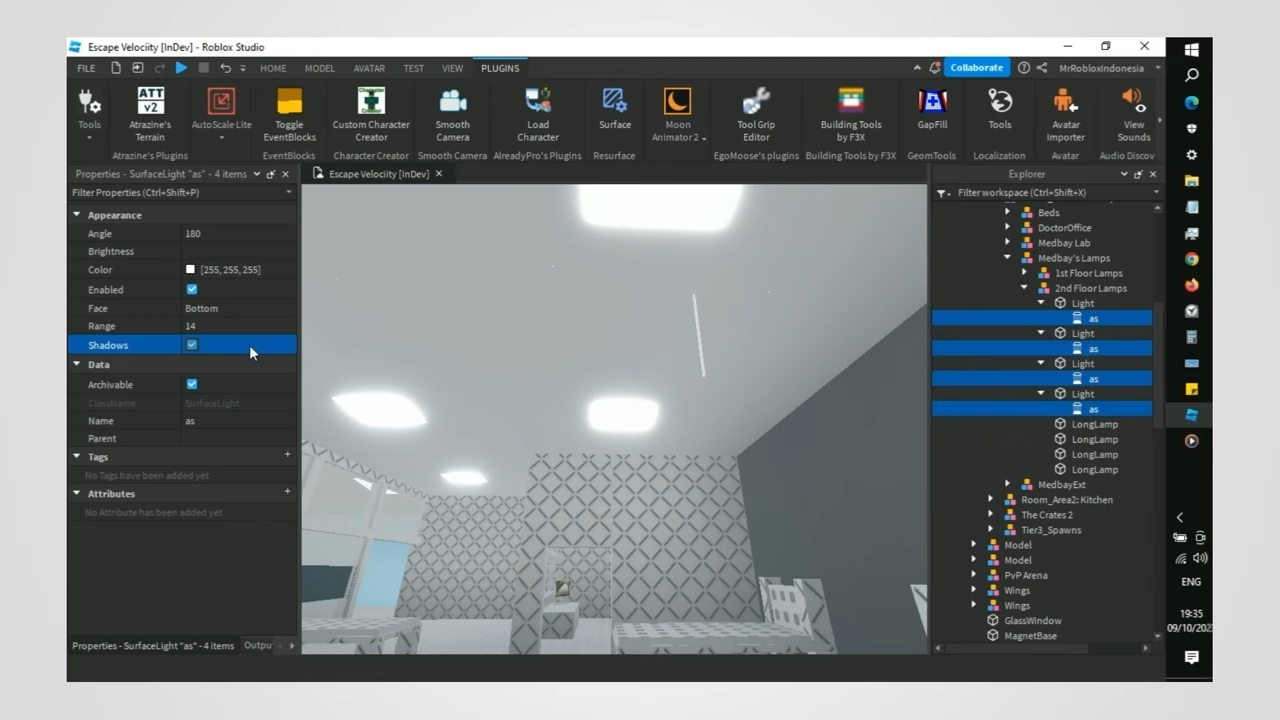 Escape Velociity [InDev] - Roblox Studio
FILE HOME MODEL AVATAR TEST VIEW PLUGINS Collaborate MrRobloxIndonesia
Tools
ATT v2
Atrazine's Terrain
AutoScale Lite
Toggle EventBlocks
Custom Character Creator
Smooth Camera
Load Character
Surface
Moon Animator 2
Tool Grip Editor
Building Tools by F3X
GapFill
Tools
Avatar Importer
View Sounds
Atrazine's Plugins EventBlocks Character Creator Smooth Camera AlreadyPro's Plugins Resurface EgoMoose's plugins Building Tools by F3X GeomTools Localization Avatar Audio Discov
Properties - SurfaceLight "as" - 4 items
Filter Properties (Ctrl+Shift+P)
Appearance
Angle 180
Brightness
Color [255, 255, 255]
Enabled
Face Bottom
Range 14
Shadows
Data
Archivable
ClassName SurfaceLight
Name as
Parent
Tags +
No Tags have been added yet
Attributes +
No Attribute has been added yet
Properties - SurfaceLight "as" - 4 items Outpu
Escape Velociity [InDev]
Explorer
Filter workspace (Ctrl+Shift+X)
Beds
DoctorOffice
Medbay Lab
Medbay's Lamps
1st Floor Lamps
2nd Floor Lamps
Light
as
Light
as
Light
as
Light
as
LongLamp
LongLamp
LongLamp
LongLamp
MedbayExt
Room_Area2: Kitchen
The Crates 2
Tier3_Spawns
Model
Model
PvP Arena
Wings
Wings
GlassWindow
MagnetBase
ENG
19:35